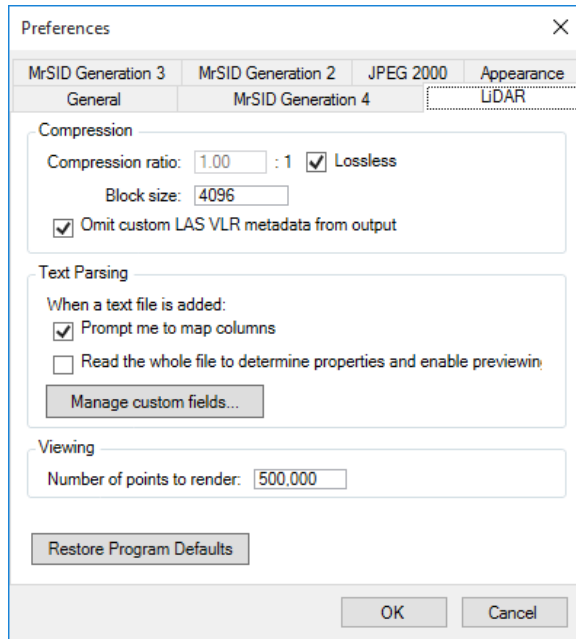 Preferences
MrSID Generation 3 MrSID Generation 2 JPEG 2000 Appearance
General MrSID Generation 4 LiDAR
Compression
Compression ratio: 1.00 : 1 Lossless
Block size: 4096
Omit custom LAS VLR metadata from output
Text Parsing
When a text file is added:
Prompt me to map columns
Read the whole file to determine properties and enable previewin
Manage custom fields...
Viewing
Number of points to render: 500,000
Restore Program Defaults
OK Cancel